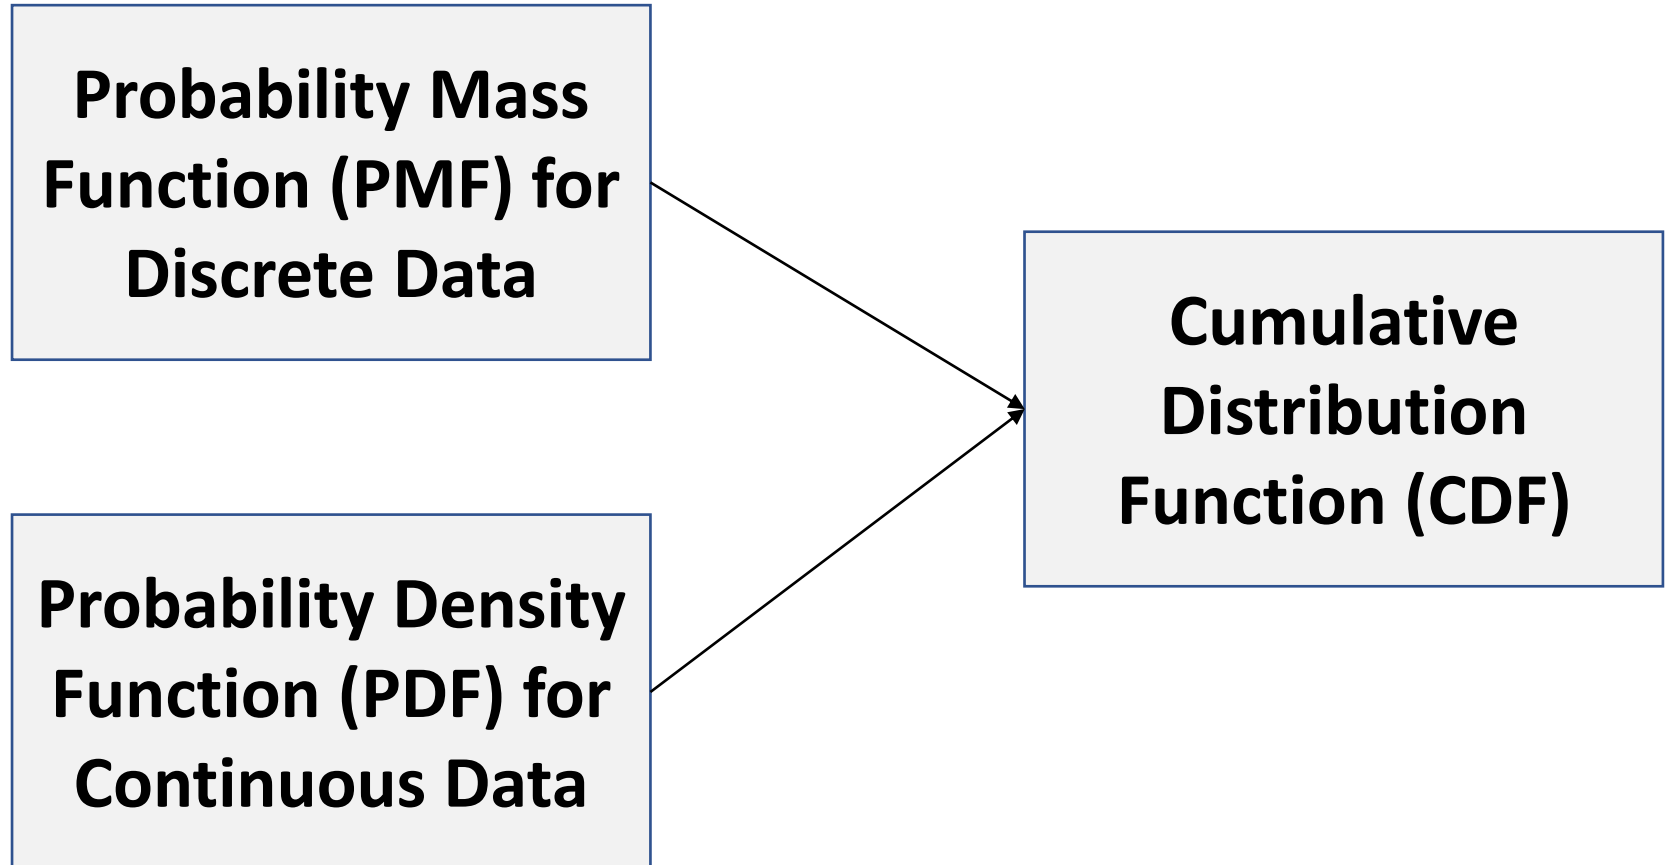 Probability Mass
Function (PMF) for
Discrete Data
Cumulative
Distribution
Function (CDF)
Probability Density
Function (PDF) for
Continuous Data